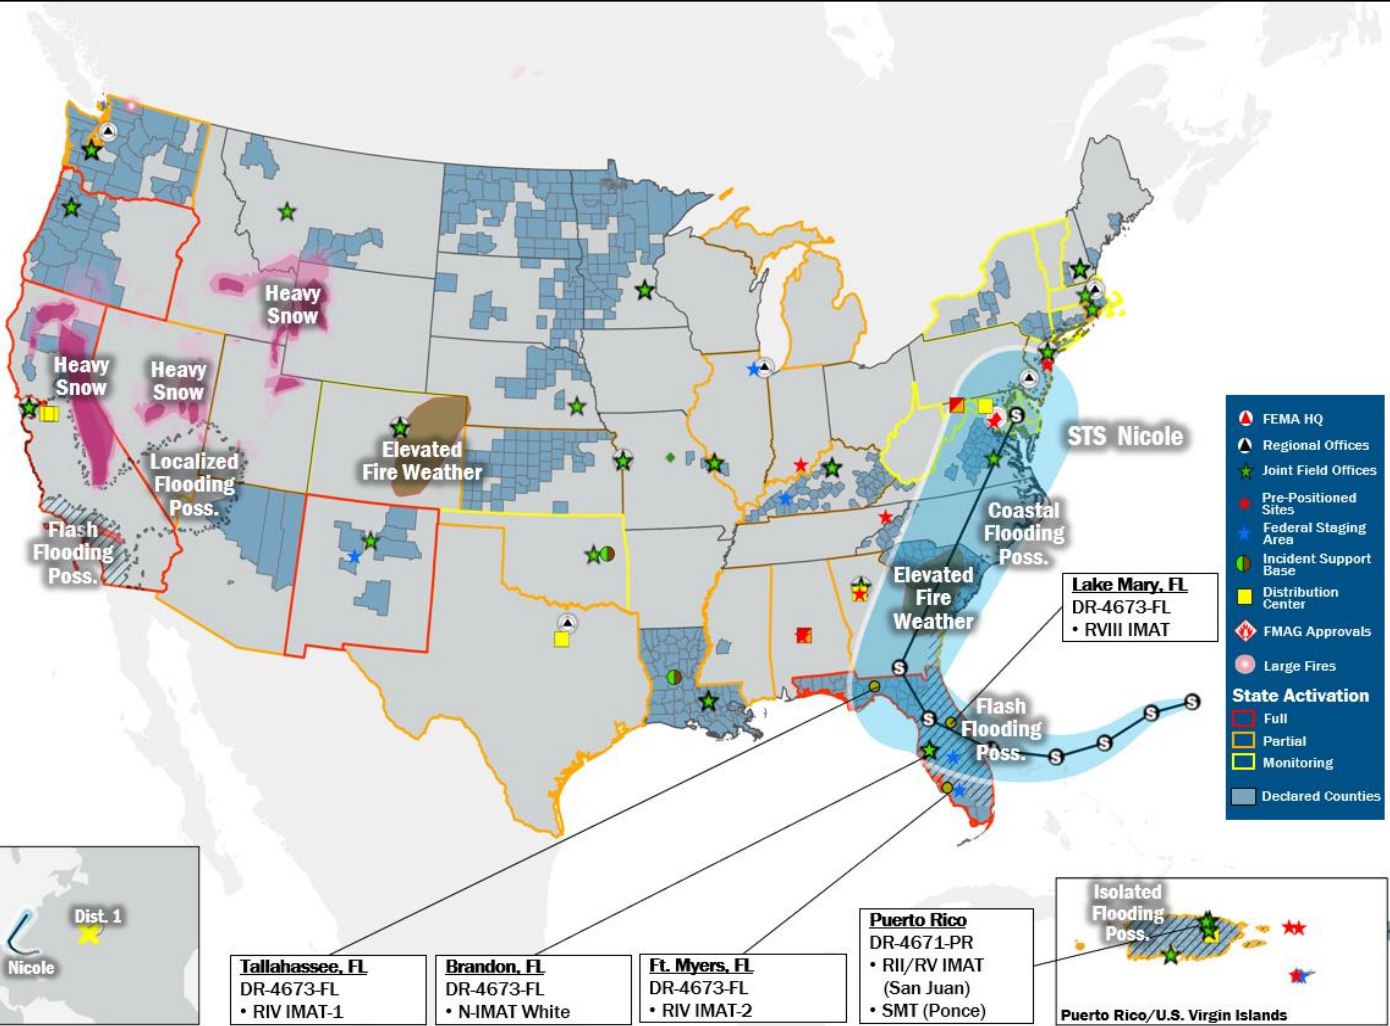 Heavy
Snow
Heavy
Snow
Heavy
Snow
Localized
Flooding
Poss.
Flash
Flooding
Poss.
Elevated
Fire Weather
STS Nicole
S
Coastal
Flooding
Poss.
Elevated
Fire
Weather
S
S
Flash
Flooding
Poss.
S
S
S
S
Lake Mary, FL
DR-4673-FL
• RVIII IMAT
FEMA HQ
Regional Offices
Joint Field Offices
Pre-Positioned
Sites
Federal Staging
Area
Incident Support
Base
Distribution
Center
FMAG Approvals
Large Fires
State Activation
Full
Partial
Monitoring
Declared Counties
Dist. 1
Nicole
Tallahassee, FL
DR-4673-FL
• RIV IMAT-1
Brandon, FL
DR-4673-FL
• N-IMAT White
Ft. Myers, FL
DR-4673-FL
• RIV IMAT-2
Puerto Rico
DR-4671-PR
• RII/RV IMAT
(San Juan)
• SMT (Ponce)
Isolated
Flooding
Poss.
Puerto Rico/U.S. Virgin Islands